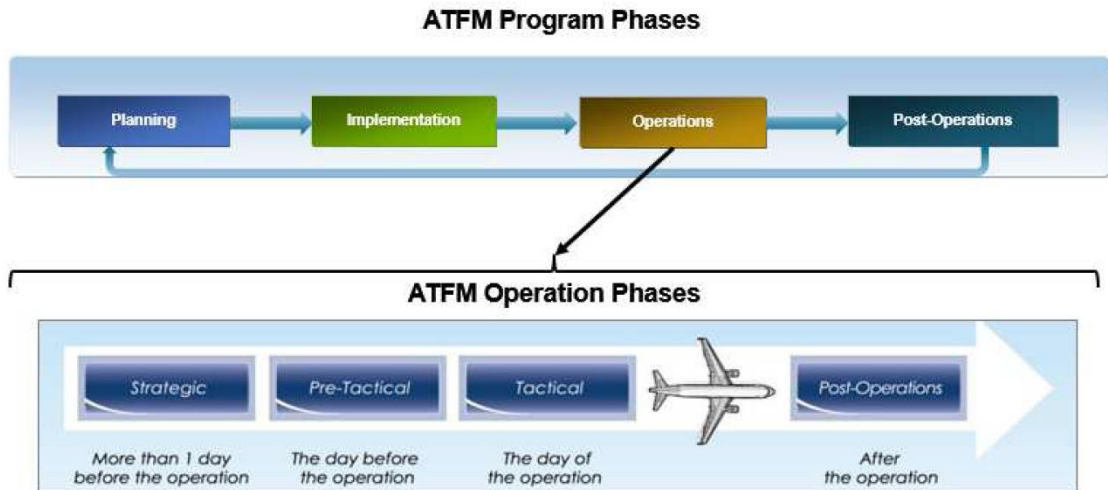 ATFM Program Phases
Planning
Implementation
Operations
Post-Operations
ATFM Operation Phases
Strategic
Pre-Tactical
Tactical
Post-Operations
More than 1 day
before the operation
The day before
the operation
The day of
the operation
After
the operation